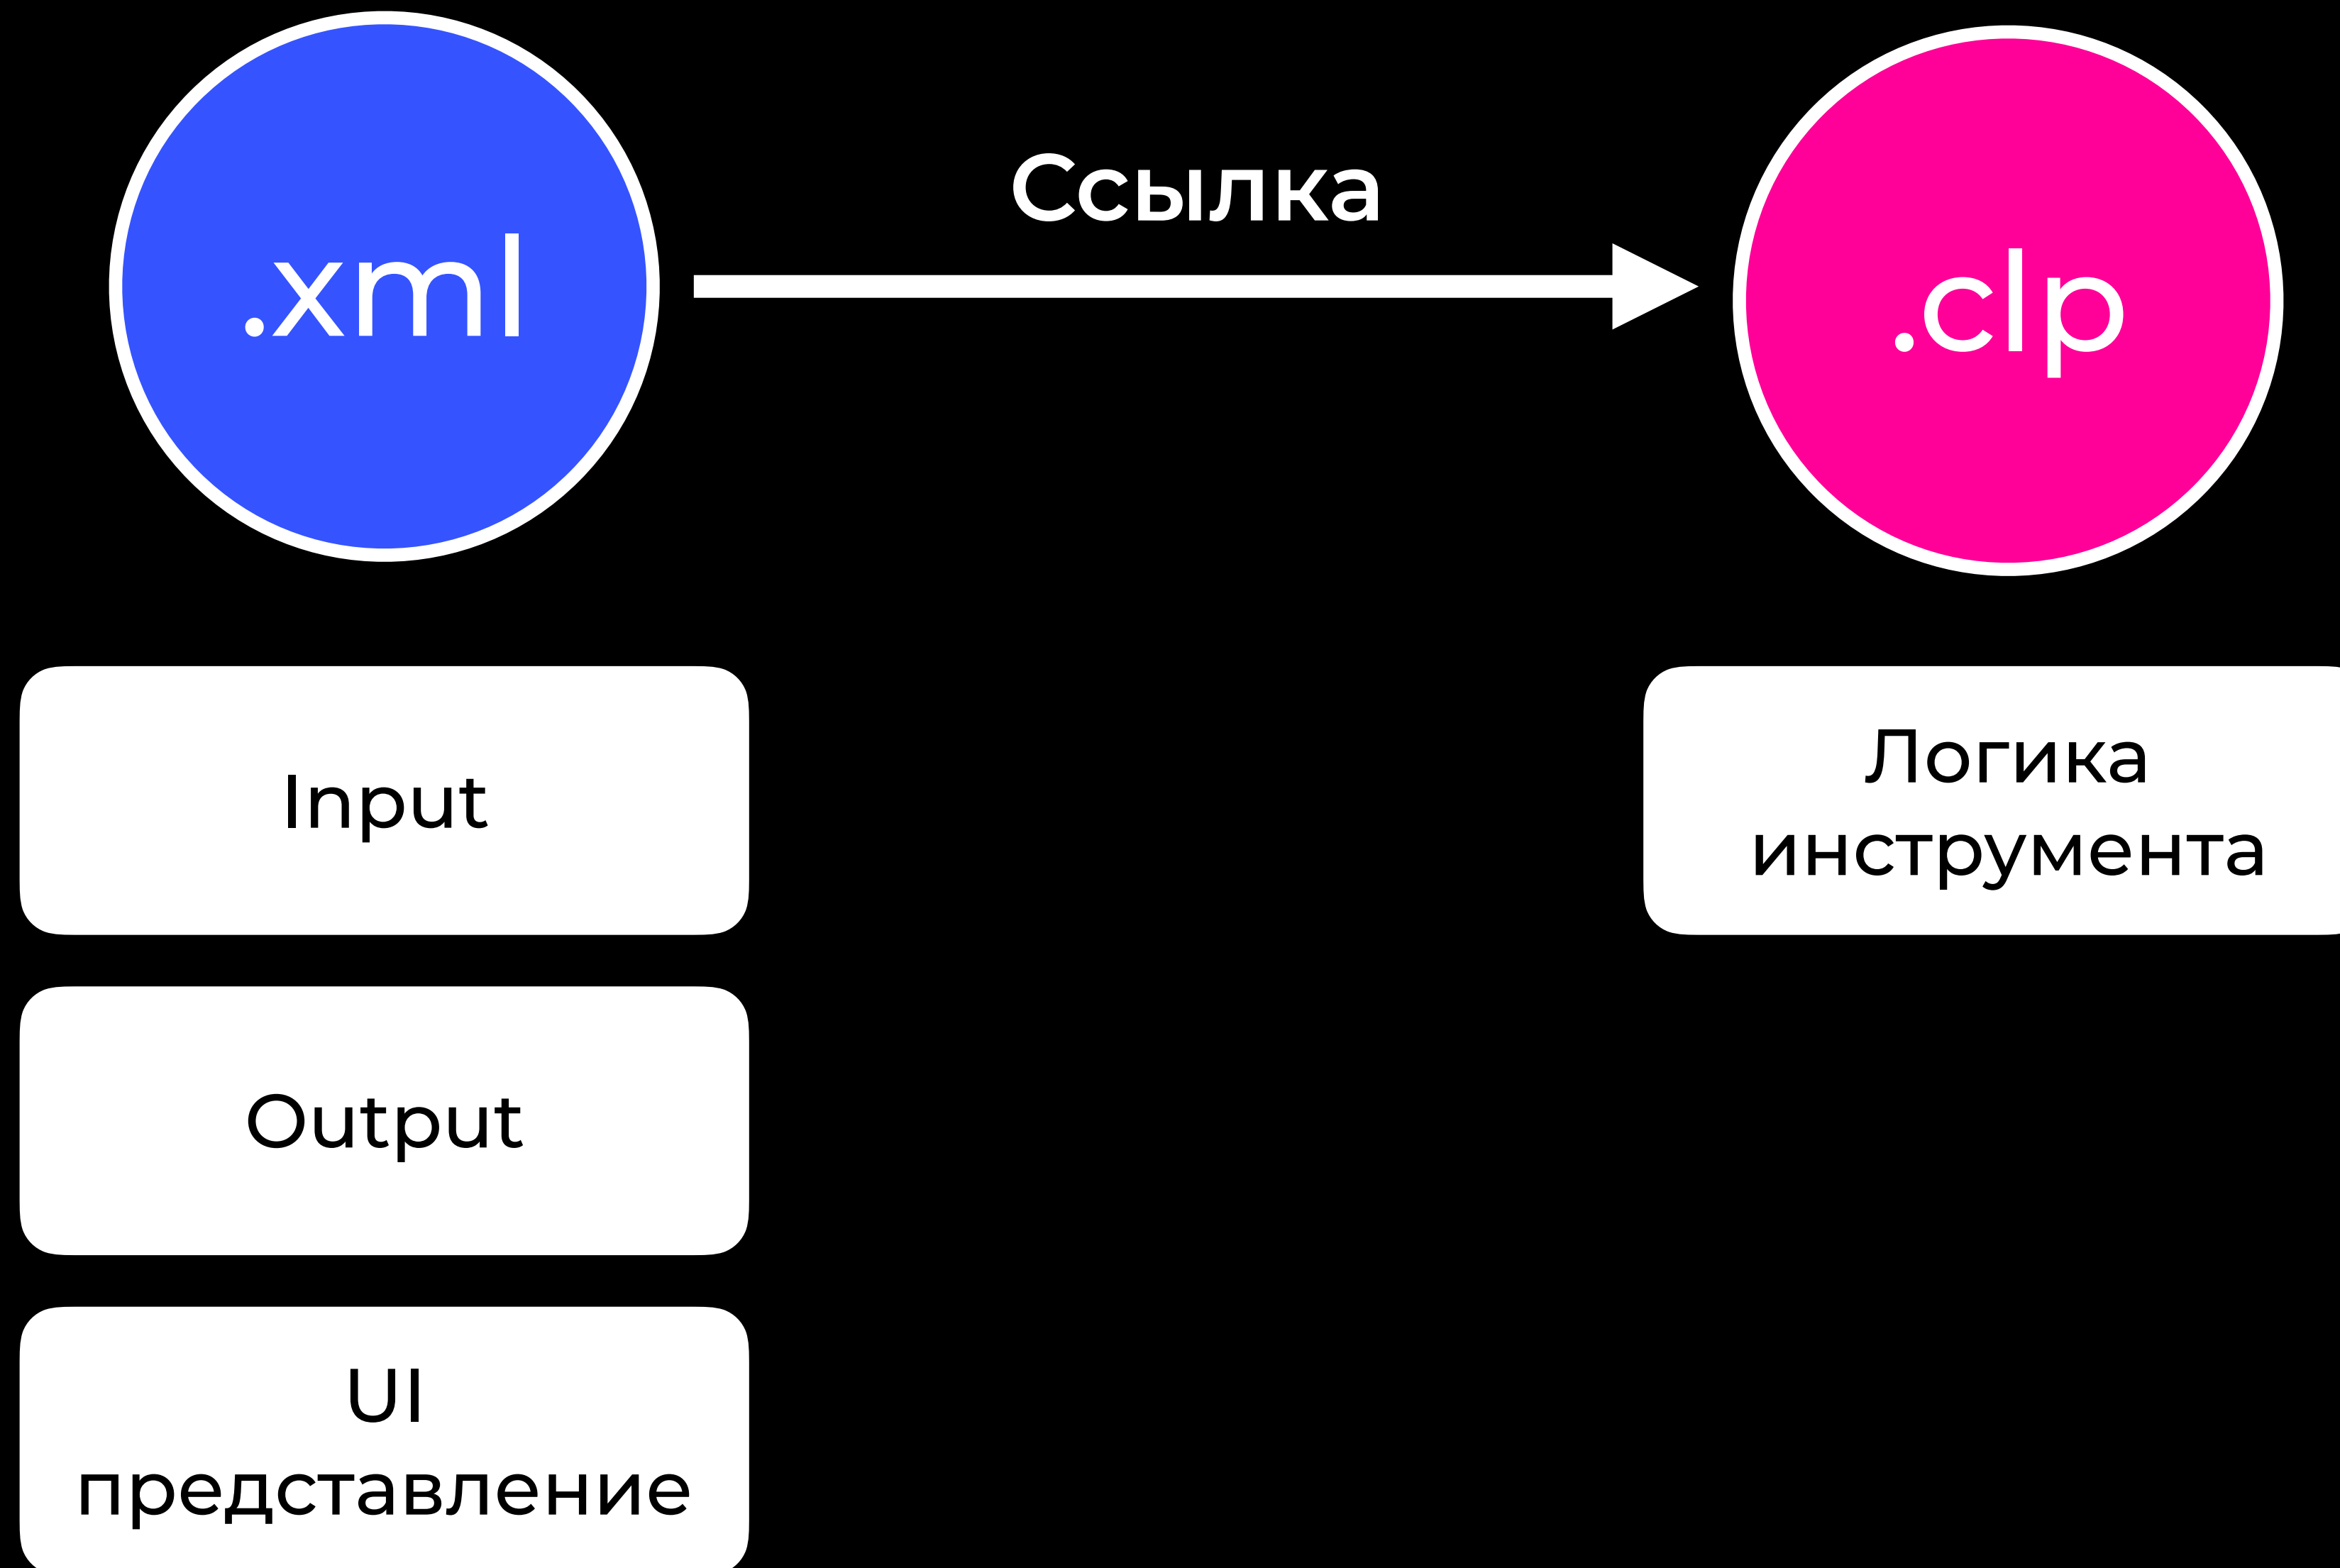 .xml
Ссылка
.clp
Input
Output
UI
представление
Логика
инструмента